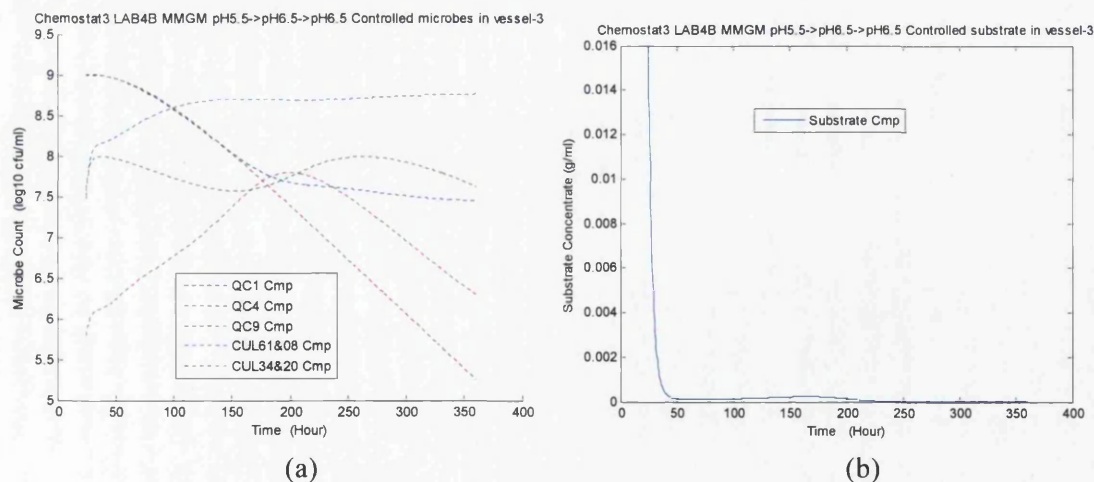 Chemostat3 LAB4B MMGM pH5.5->pH6.5->pH6.5 Controlled microbes in vessel-3
9.5
9
8.5
8
7.5
7
6.5
6
5.5
5
Microbe Count (log10 cfu/ml)
QC1 Cmp
QC4 Cmp
QC9 Cmp
CUL61&08 Cmp
CUL34&20 Cmp
0 50 100 150 200 250 300 350 400
Time (Hour)
(a)
Chemostat3 LAB4B MMGM pH5.5->pH6.5->pH6.5 Controlled substrate in vessel-3
0.016
0.014
0.012
0.01
0.008
0.006
0.004
0.002
0
Substrate Concentrate (g/ml)
Substrate Cmp
0 50 100 150 200 250 300 350 400
Time (Hour)
(b)